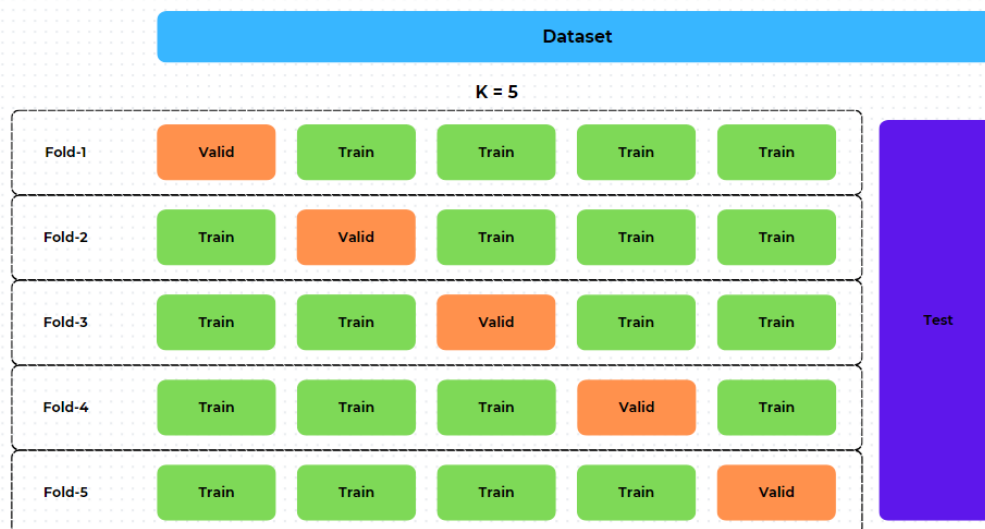 Dataset
K = 5
Fold-1 Valid Train Train Train Train
Fold-2 Train Valid Train Train Train
Fold-3 Train Train Valid Train Train
Test
Fold-4 Train Train Train Valid Train
Fold-5 Train Train Train Train Valid